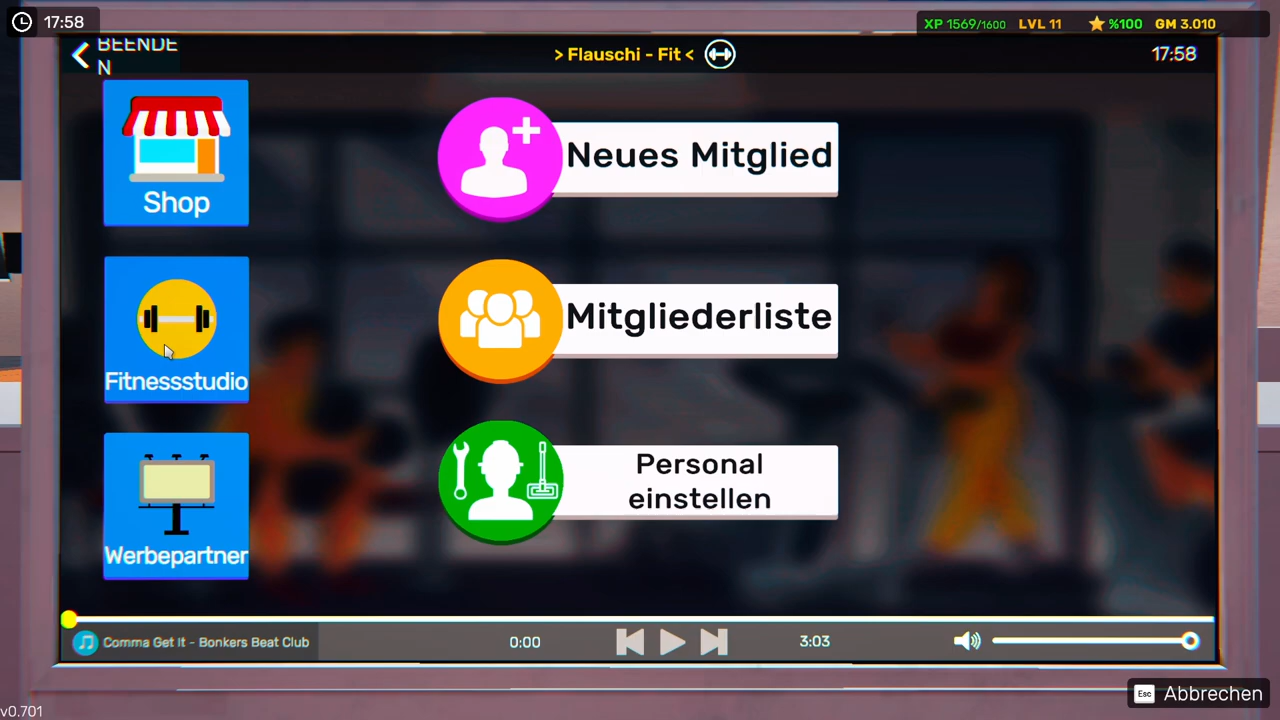 17:58
XP 1569/1600 LVL 11 %100 GM 3.010
BEENDE
N
> Flauschi - Fit <
17:58
Shop
Neues Mitglied
Fitnessstudio
Mitgliederliste
Werbepartner
Personal
einstellen
Comma Get It - Bonkers Beat Club
0:00
3:03
Esc Abbrechen
v0.701